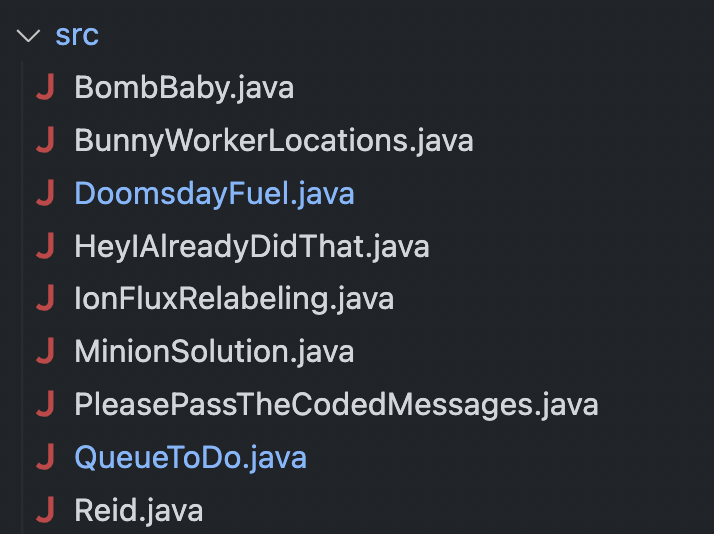 src
J BombBaby.java
J BunnyWorkerLocations.java
J DoomsdayFuel.java
J HeyIAlreadyDidThat.java
J IonFluxRelabeling.java
J MinionSolution.java
J PleasePassTheCodedMessages.java
J QueueToDo.java
J Reid.java